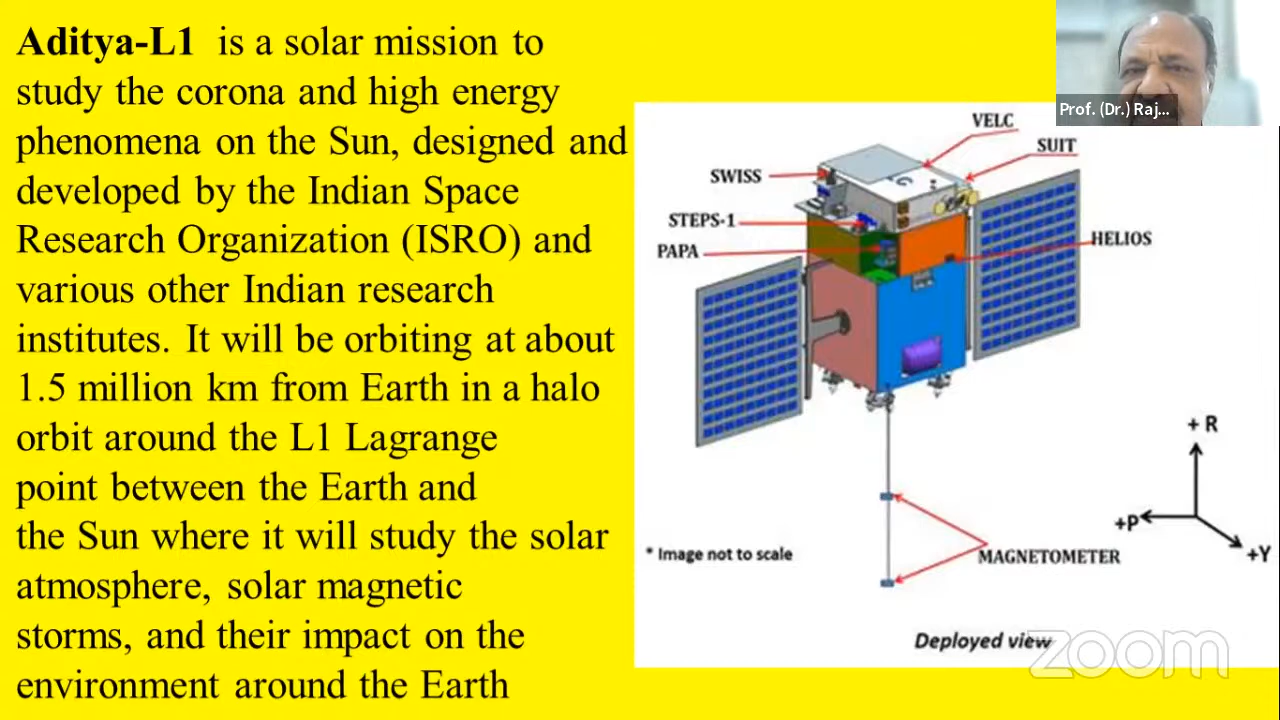 Aditya-L1 is a solar mission to
study the corona and high energy
phenomena on the Sun, designed and
developed by the Indian Space
Research Organization (ISRO) and
various other Indian research
institutes. It will be orbiting at about
1.5 million km from Earth in a halo
orbit around the L1 Lagrange
point between the Earth and
the Sun where it will study the solar
atmosphere, solar magnetic
storms, and their impact on the
environment around the Earth
Prof. (Dr.) Raj...
VELC
SUIT
SWISS
STEPS-1
HELIOS
PAPA
+ R
+P
+Y
* Image not to scale
MAGNETOMETER
Deployed view
zoom